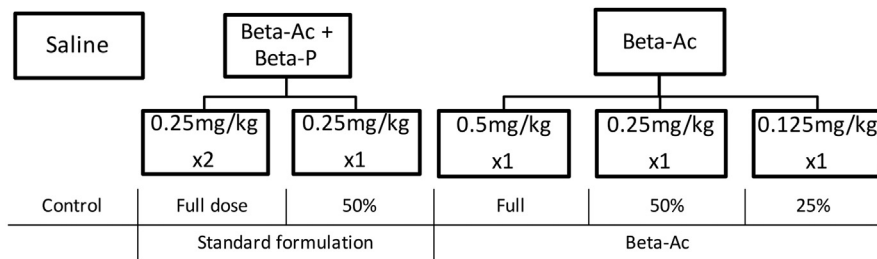 Saline
Beta-Ac +
Beta-P
Beta-Ac
0.25mg/kg
x2
0.25mg/kg
x1
0.5mg/kg
x1
0.25mg/kg
x1
0.125mg/kg
x1
Control
Full dose
50%
Full
50%
25%
Standard formulation
Beta-Ac